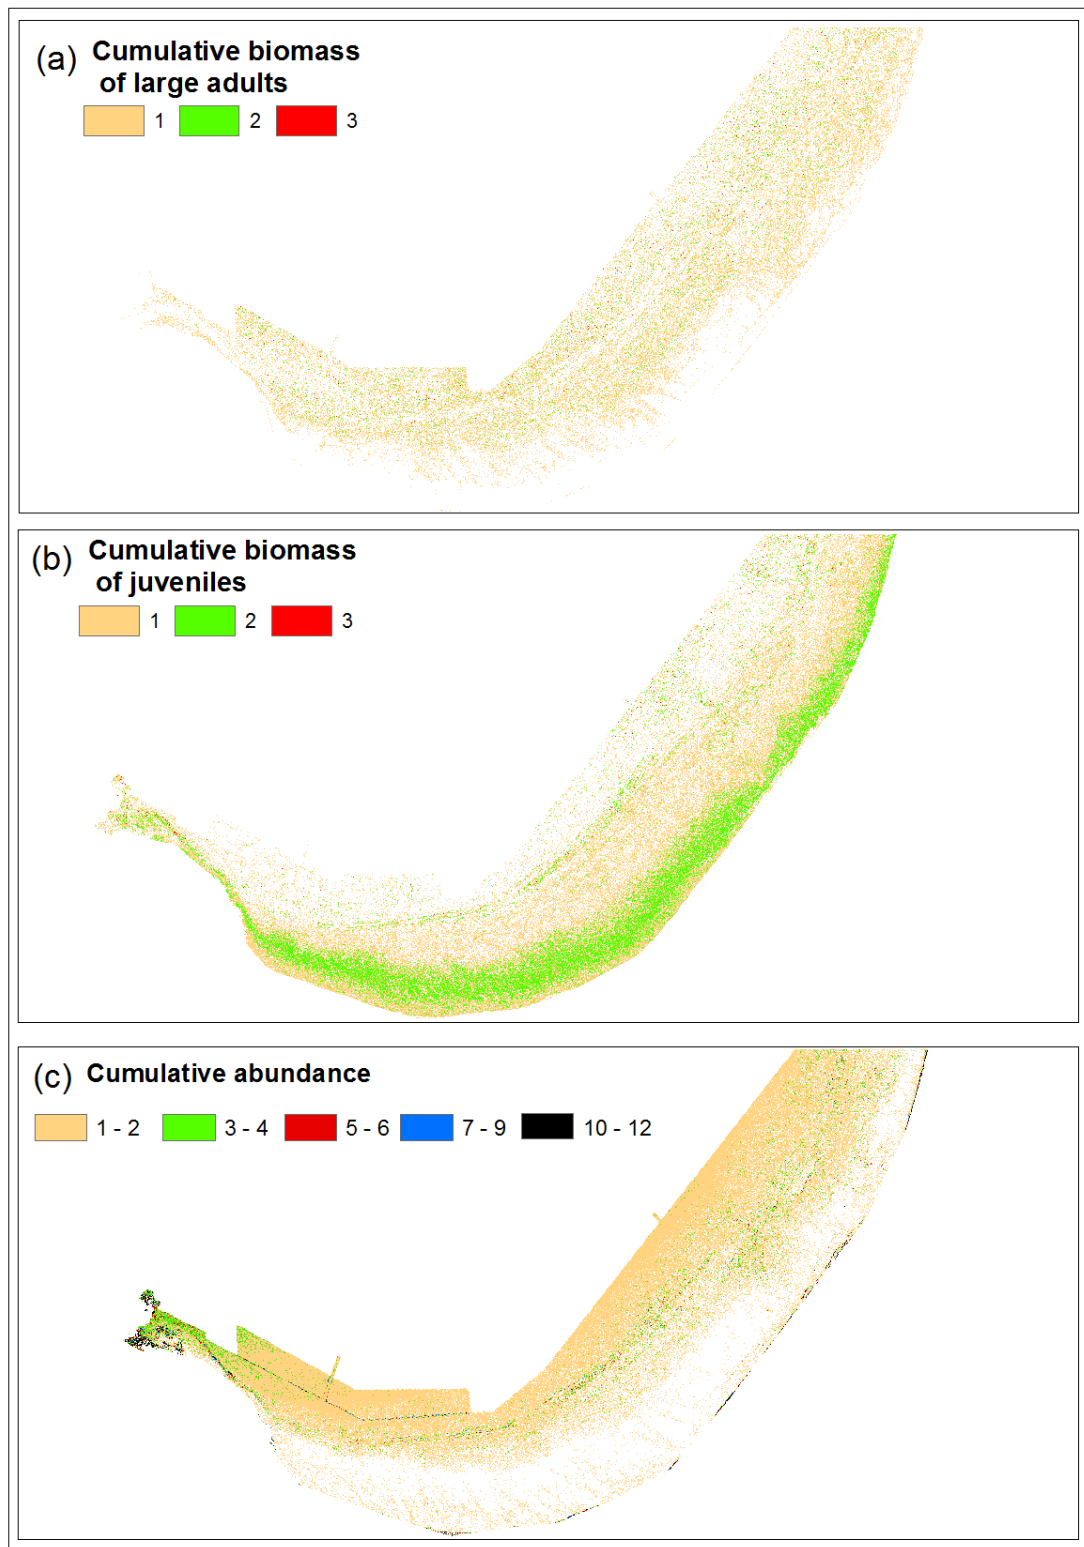 (a) Cumulative biomass
of large adults
1 2 3
(b) Cumulative biomass
of juveniles
1 2 3
(c) Cumulative abundance
1 - 2 3 - 4 5 - 6 7 - 9 10 - 12